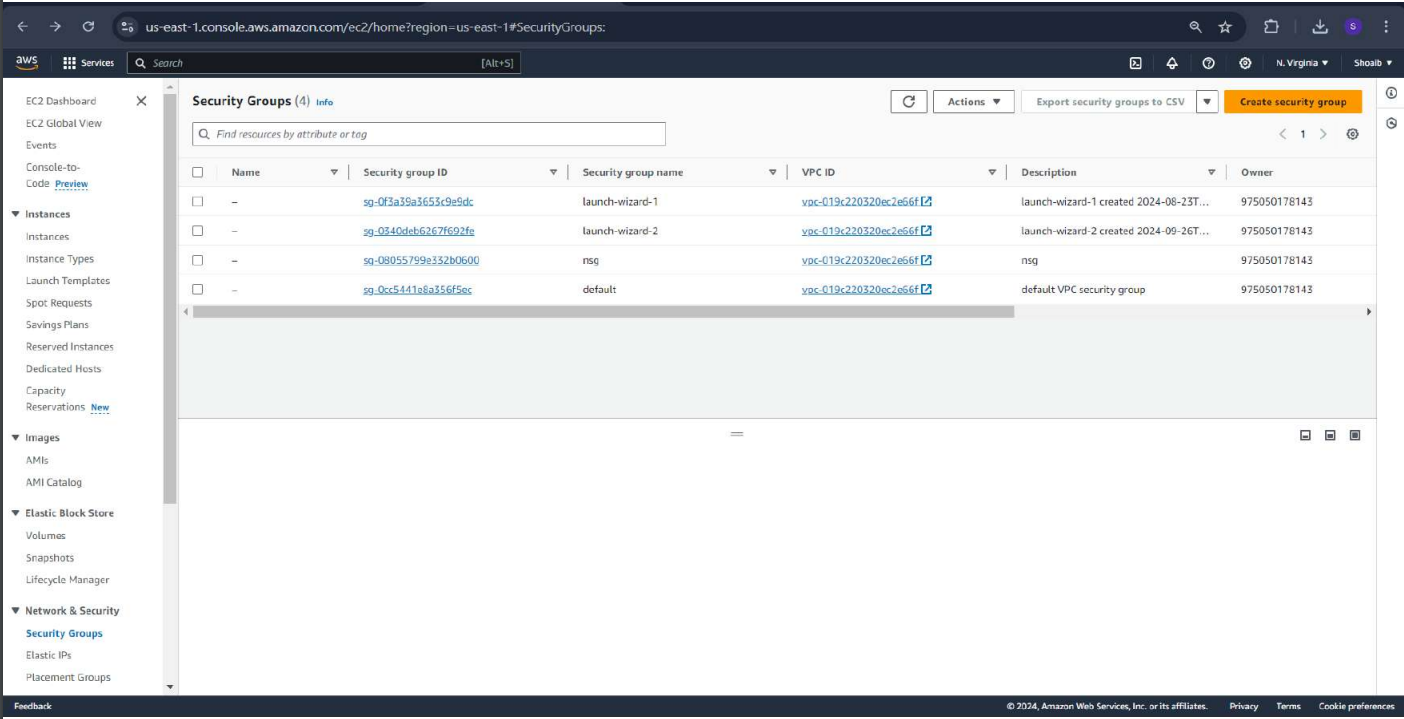 us-east-1.console.aws.amazon.com/ec2/home?region=us-east-1#SecurityGroups:
S
aws Services Search [Alt+S] N. Virginia Shoaib
EC2 Dashboard
EC2 Global View
Events
Console-to-
Code Preview
Instances
Instances
Instance Types
Launch Templates
Spot Requests
Savings Plans
Reserved Instances
Dedicated Hosts
Capacity
Reservations New
Images
AMIs
AMI Catalog
Elastic Block Store
Volumes
Snapshots
Lifecycle Manager
Network & Security
Security Groups
Elastic IPs
Placement Groups
Security Groups (4) Info
Actions Export security groups to CSV Create security group
Find resources by attribute or tag
1
Name Security group ID Security group name VPC ID Description Owner
– sg-0f3a39a3653c9e9dc launch-wizard-1 vpc-019c220320ec2e66f launch-wizard-1 created 2024-08-23T... 975050178143
– sg-0340deb6267f692fe launch-wizard-2 vpc-019c220320ec2e66f launch-wizard-2 created 2024-09-26T... 975050178143
– sg-08055799e332b0600 nsg vpc-019c220320ec2e66f nsg 975050178143
– sg-0cc5441e8a356f5ec default vpc-019c220320ec2e66f default VPC security group 975050178143
Feedback © 2024, Amazon Web Services, Inc. or its affiliates. Privacy Terms Cookie preferences